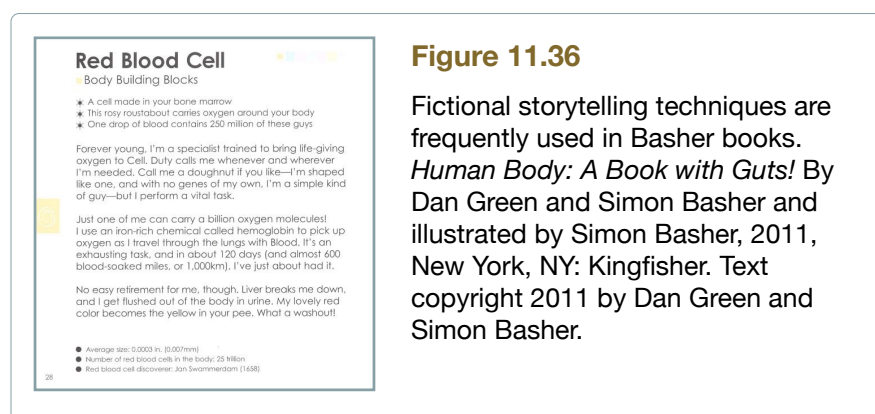 Red Blood Cell
Body Building Blocks
A cell made in your bone marrow
This rosy roustabout carries oxygen around your body
One drop of blood contains 250 million of these guys
Forever young, I'm a specialist trained to bring life-giving
oxygen to Cell. Duty calls me whenever and wherever
I'm needed. Call me a doughnut if you like—I'm shaped
like one, and with no genes of my own, I'm a simple kind
of guy—but I perform a vital task.
Just one of me can carry a billion oxygen molecules!
I use an iron-rich chemical called hemoglobin to pick up
oxygen as I travel through the lungs with Blood. It's an
exhausting task, and in about 120 days (and almost 600
blood-soaked miles, or 1,000km), I've just about had it.
No easy retirement for me, though. Liver breaks me down,
and I get flushed out of the body in urine. My lovely red
color becomes the yellow in your pee. What a washout!
● Average size: 0.0003 in. (0.007mm)
● Number of red blood cells in the body: 25 trillion
● Red blood cell discoverer: Jan Swammerdam (1658)
28
Figure 11.36
Fictional storytelling techniques are
frequently used in Basher books.
Human Body: A Book with Guts! By
Dan Green and Simon Basher and
illustrated by Simon Basher, 2011,
New York, NY: Kingfisher. Text
copyright 2011 by Dan Green and
Simon Basher.